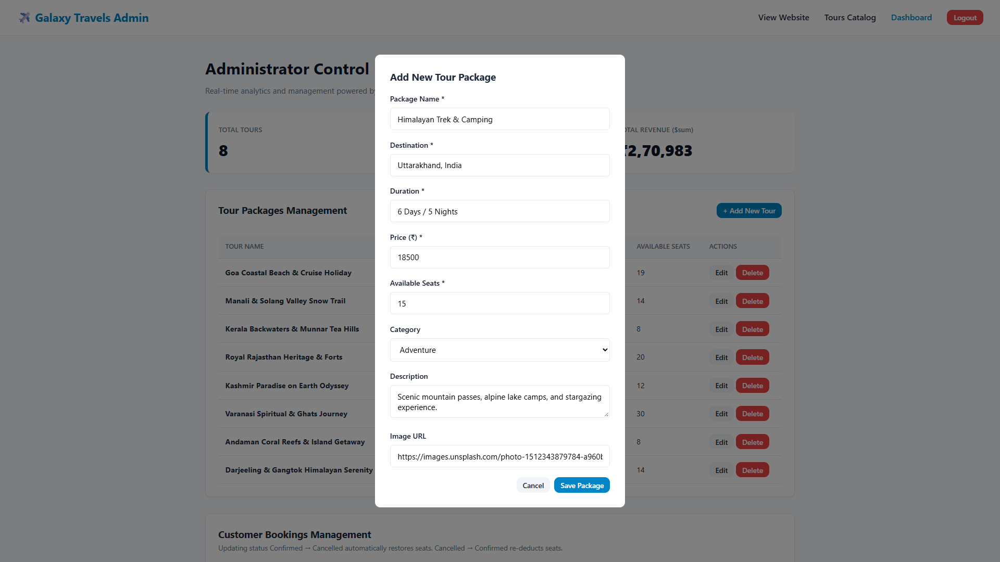 Galaxy Travels Admin
View Website
Tours Catalog
Dashboard
Logout
Administrator Control
Real-time analytics and management powered by
TOTAL TOURS
8
TAL REVENUE ($sum)
₹2,70,983
Tour Packages Management
+ Add New Tour
TOUR NAME
AVAILABLE SEATS
ACTIONS
Goa Coastal Beach & Cruise Holiday
19
Edit
Delete
Manali & Solang Valley Snow Trail
14
Edit
Delete
Kerala Backwaters & Munnar Tea Hills
8
Edit
Delete
Royal Rajasthan Heritage & Forts
20
Edit
Delete
Kashmir Paradise on Earth Odyssey
12
Edit
Delete
Varanasi Spiritual & Ghats Journey
30
Edit
Delete
Andaman Coral Reefs & Island Getaway
8
Edit
Delete
Darjeeling & Gangtok Himalayan Serenity
14
Edit
Delete
Customer Bookings Management
Updating status Confirmed → Cancelled automatically restores seats. Cancelled → Confirmed re-deducts seats.
Add New Tour Package
Package Name *
Himalayan Trek & Camping
Destination *
Uttarakhand, India
Duration *
6 Days / 5 Nights
Price (₹) *
18500
Available Seats *
15
Category
Adventure
Description
Scenic mountain passes, alpine lake camps, and stargazing
experience.
Image URL
https://images.unsplash.com/photo-1512343879784-a960b
Cancel
Save Package